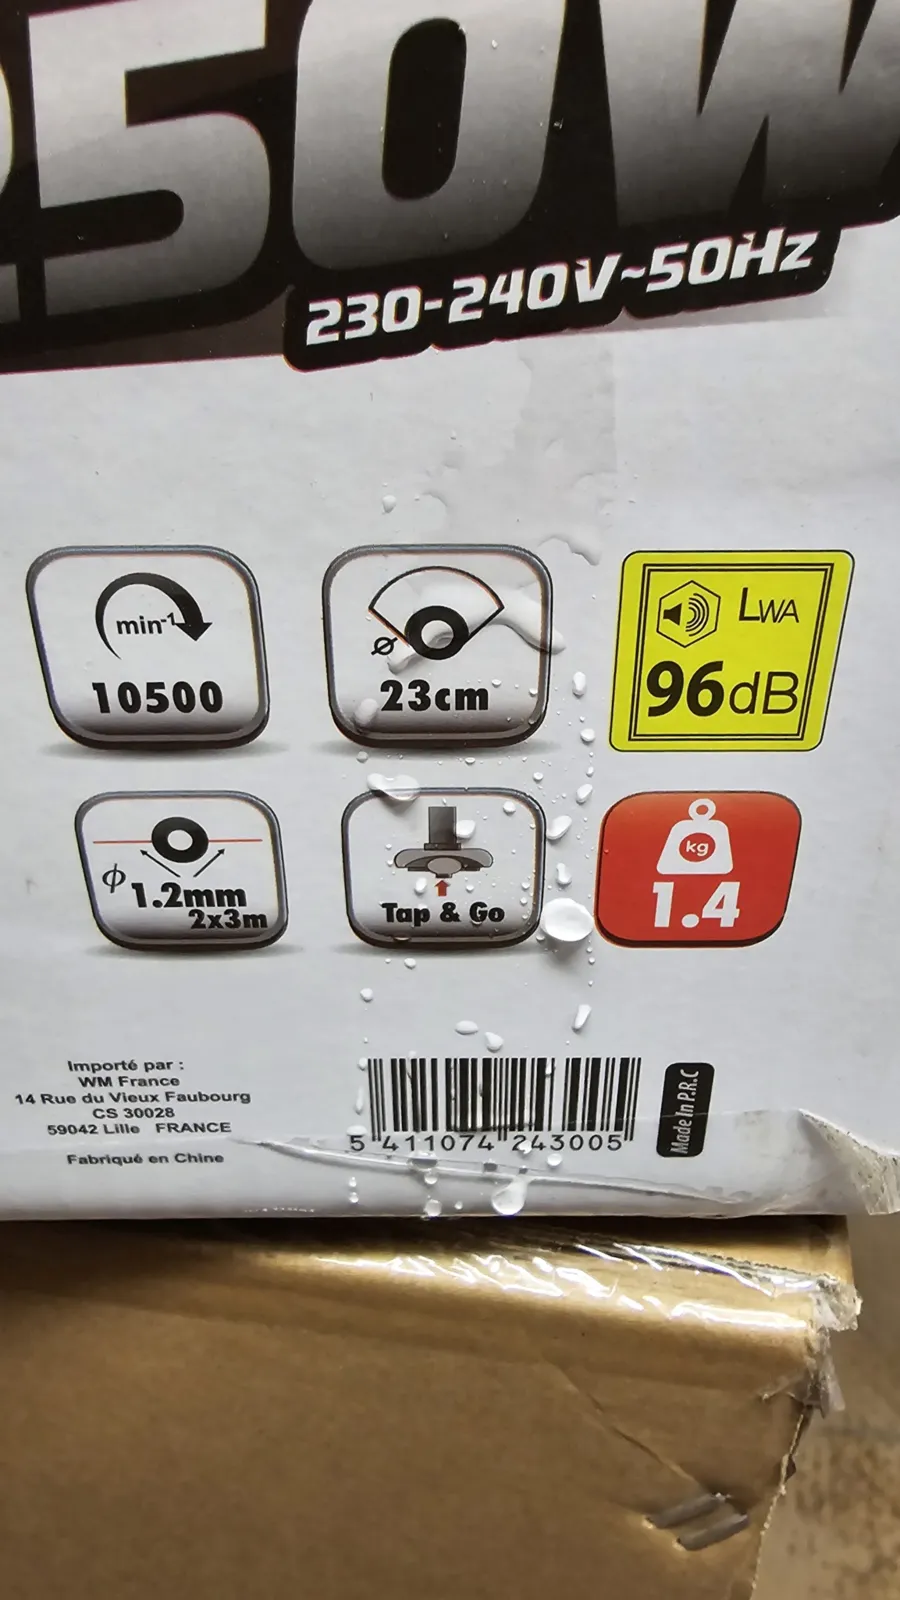 50W
230-240V~50Hz
min-1
10500
Ø
23cm
LWA
96dB
ϕ 1.2mm
2x3m
Tap & Go
kg
1.4
Importé par :
WM France
14 Rue du Vieux Faubourg
CS 30028
59042 Lille FRANCE
Fabriqué en Chine
5 411074 243005
Made In P.R.C